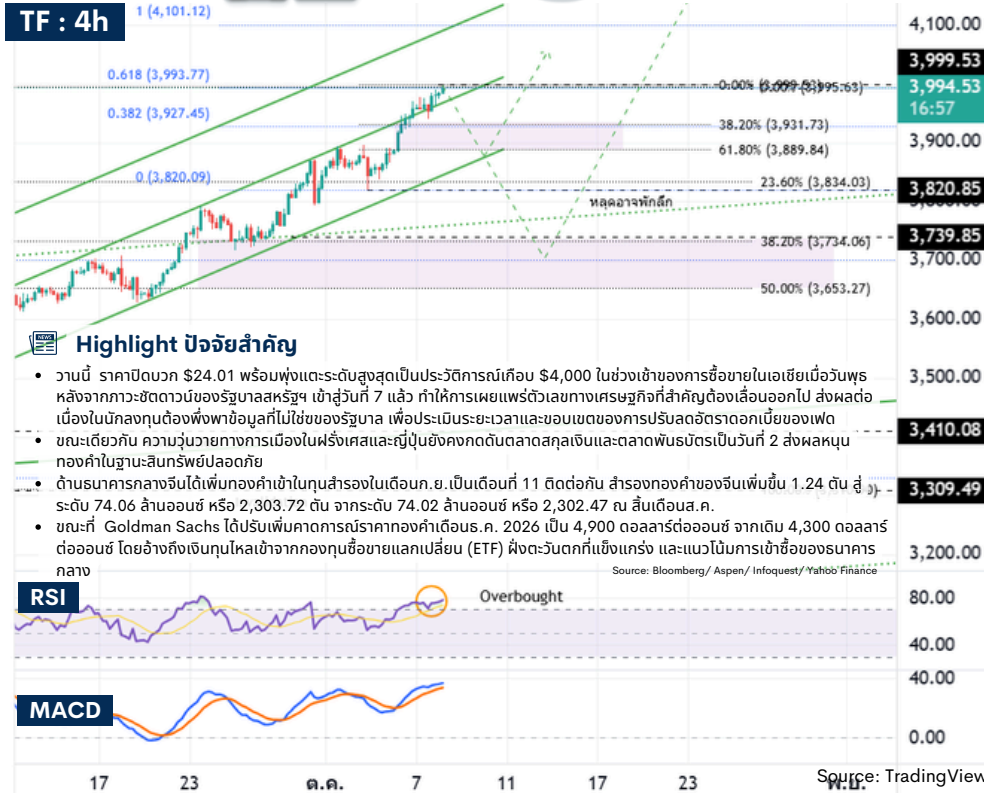 TF : 4h
1 (4,101.12)
4,100.00
3,999.53
0.618 (3,993.77)
0.00%
3,994.53
16:57
0.382 (3,927.45)
38.20% (3,931.73)
3,900.00
61.80% (3,889.84)
0 (3,820.09)
23.60% (3,834.03)
3,820.85
หลุดอาจพักลึก
3,739.85
38.20% (3,734.06)
3,700.00
50.00% (3,653.27)
3,600.00
Highlight ปัจจัยสำคัญ
3,500.00
• วานนี้ ราคาปิดบวก $24.01 พร้อมพุ่งแตะระดับสูงสุดเป็นประวัติการณ์เกือบ $4,000 ในช่วงเช้าของการซื้อขายในเอเชียเมื่อวันพุธ
หลังจากภาวะชัตดาวน์ของรัฐบาลสหรัฐฯ เข้าสู่วันที่ 7 แล้ว ทำให้การเผยแพร่ตัวเลขทางเศรษฐกิจที่สำคัญต้องเลื่อนออกไป ส่งผลต่อ
เนื่องในนักลงทุนต้องพึ่งพาข้อมูลที่ไม่ใช่ของรัฐบาล เพื่อประเมินระยะเวลาและขอบเขตของการปรับลดอัตราดอกเบี้ยของเฟด
• ขณะเดียวกัน ความวุ่นวายทางการเมืองในฝรั่งเศสและญี่ปุ่นยังคงกดดันตลาดสกุลเงินและตลาดพันธบัตรเป็นวันที่ 2 ส่งผลหนุน
ทองคำในฐานะสินทรัพย์ปลอดภัย
3,410.08
• ด้านธนาคารกลางจีนได้เพิ่มทองคำเข้าในทุนสำรองในเดือนก.ย.เป็นเดือนที่ 11 ติดต่อกัน สำรองทองคำของจีนเพิ่มขึ้น 1.24 ตัน สู่
ระดับ 74.06 ล้านออนซ์ หรือ 2,303.72 ตัน จากระดับ 74.02 ล้านออนซ์ หรือ 2,302.47 ณ สิ้นเดือนส.ค.
3,309.49
• ขณะที่ Goldman Sachs ได้ปรับเพิ่มคาดการณ์ราคาทองคำเดือนธ.ค. 2026 เป็น 4,900 ดอลลาร์ต่อออนซ์ จากเดิม 4,300 ดอลลาร์
ต่อออนซ์ โดยอ้างถึงเงินทุนไหลเข้าจากกองทุนซื้อขายแลกเปลี่ยน (ETF) ฝั่งตะวันตกที่แข็งแกร่ง และแนวโน้มการเข้าซื้อของธนาคาร
กลาง
3,200.00
Source: Bloomberg/ Aspen/ Infoquest/ Yahoo Finance
RSI
Overbought
80.00
40.00
MACD
40.00
0.00
17 23 ต.ค. 7 11 17 23 พ.ย.
Source: TradingView